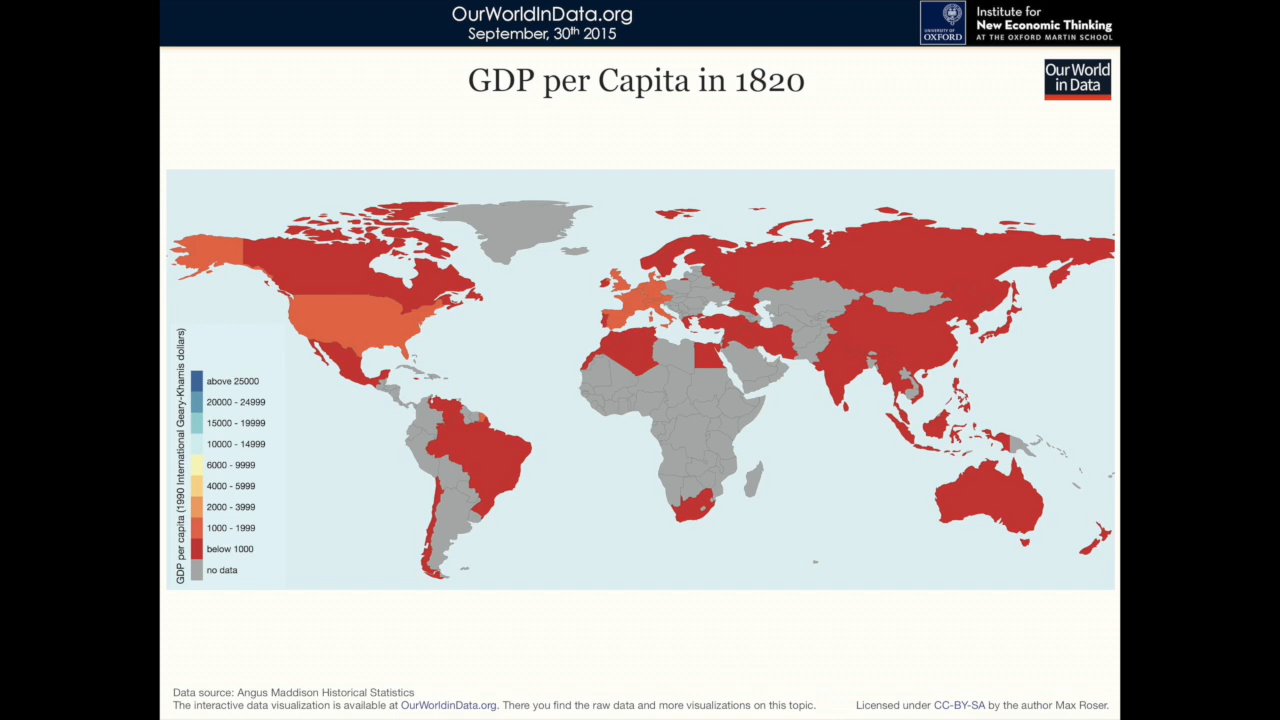 OurWorldInData.org
September, 30th 2015
UNIVERSITY OF
OXFORD
Institute for
New Economic Thinking
AT THE OXFORD MARTIN SCHOOL
GDP per Capita in 1820
Our World
in Data
GDP per capita (1990 International Geary-Khamis dollars)
above 25000
20000 - 24999
15000 - 19999
10000 - 14999
6000 - 9999
4000 - 5999
2000 - 3999
1000 - 1999
below 1000
no data
Data source: Angus Maddison Historical Statistics
The interactive data visualization is available at OurWorldinData.org. There you find the raw data and more visualizations on this topic.
Licensed under CC-BY-SA by the author Max Roser.